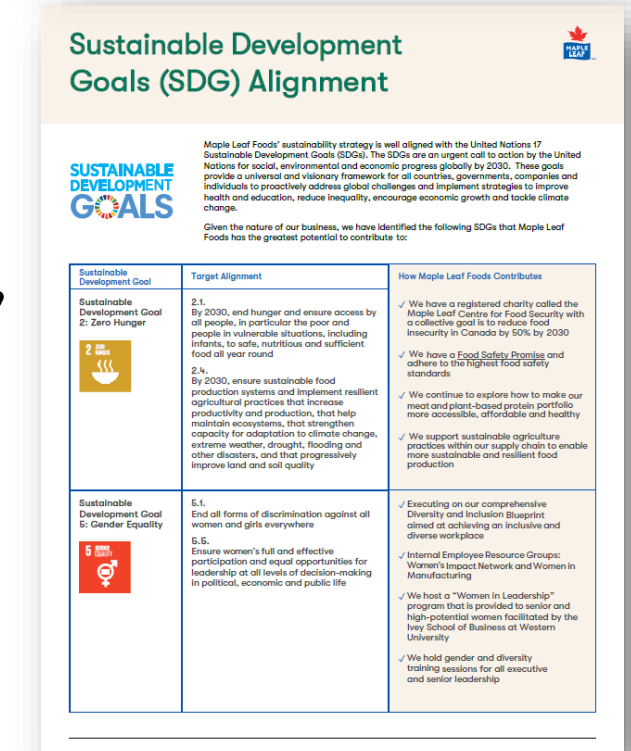 Sustainable Development
Goals (SDG) Alignment
MAPLE
LEAF
SUSTAINABLE
DEVELOPMENT
GOALS
Maple Leaf Foods' sustainability strategy is well aligned with the United Nations 17
Sustainable Development Goals (SDGs). The SDGs are an urgent call to action by the United
Nations for social, environmental and economic progress globally by 2030. These goals
provide a universal and visionary framework for all countries, governments, companies and
individuals to proactively address global challenges and implement strategies to improve
health and education, reduce inequality, encourage economic growth and tackle climate
change.
Given the nature of our business, we have identified the following SDGs that Maple Leaf
Foods has the greatest potential to contribute to:
Sustainable
Development Goal
Target Alignment
How Maple Leaf Foods Contributes
Sustainable
Development Goal
2: Zero Hunger
2 ZERO
HUNGER
2.1.
By 2030, end hunger and ensure access by
all people, in particular the poor and
people in vulnerable situations, including
infants, to safe, nutritious and sufficient
food all year round
2.4.
By 2030, ensure sustainable food
production systems and implement resilient
agricultural practices that increase
productivity and production, that help
maintain ecosystems, that strengthen
capacity for adaptation to climate change,
extreme weather, drought, flooding and
other disasters, and that progressively
improve land and soil quality
✓ We have a registered charity called the
Maple Leaf Centre for Food Security with
a collective goal is to reduce food
insecurity in Canada by 50% by 2030
✓ We have a Food Safety Promise and
adhere to the highest food safety
standards
✓ We continue to explore how to make our
meat and plant-based protein portfolio
more accessible, affordable and healthy
✓ We support sustainable agriculture
practices within our supply chain to enable
more sustainable and resilient food
production
Sustainable
Development Goal
5: Gender Equality
5 GENDER
EQUALITY
5.1.
End all forms of discrimination against all
women and girls everywhere
5.5.
Ensure women's full and effective
participation and equal opportunities for
leadership at all levels of decision-making
in political, economic and public life
✓ Executing on our comprehensive
Diversity and Inclusion Blueprint
aimed at achieving an inclusive and
diverse workplace
✓ Internal Employee Resource Groups:
Women's Impact Network and Women in
Manufacturing
✓ We host a "Women in Leadership"
program that is provided to senior and
high-potential women facilitated by the
Ivey School of Business at Western
University
✓ We hold gender and diversity
training sessions for all executive
and senior leadership